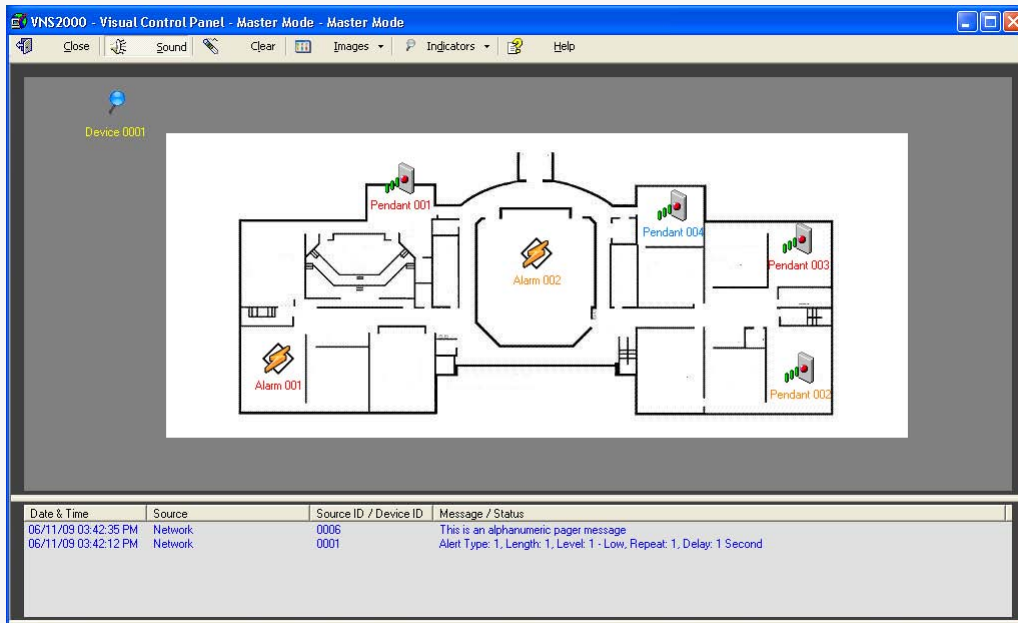 VNS2000 - Visual Control Panel - Master Mode - Master Mode
Close Sound Clear Images Indicators Help
Device 0001
Pendant 001
Pendant 004
Pendant 003
Alarm 002
Alarm 001
Pendant 002
Date & Time Source Source ID / Device ID Message / Status
06/11/09 03:42:35 PM Network 0006 This is an alphanumeric pager message
06/11/09 03:42:12 PM Network 0001 Alert Type: 1, Length: 1, Level: 1 - Low, Repeat: 1, Delay: 1 Second